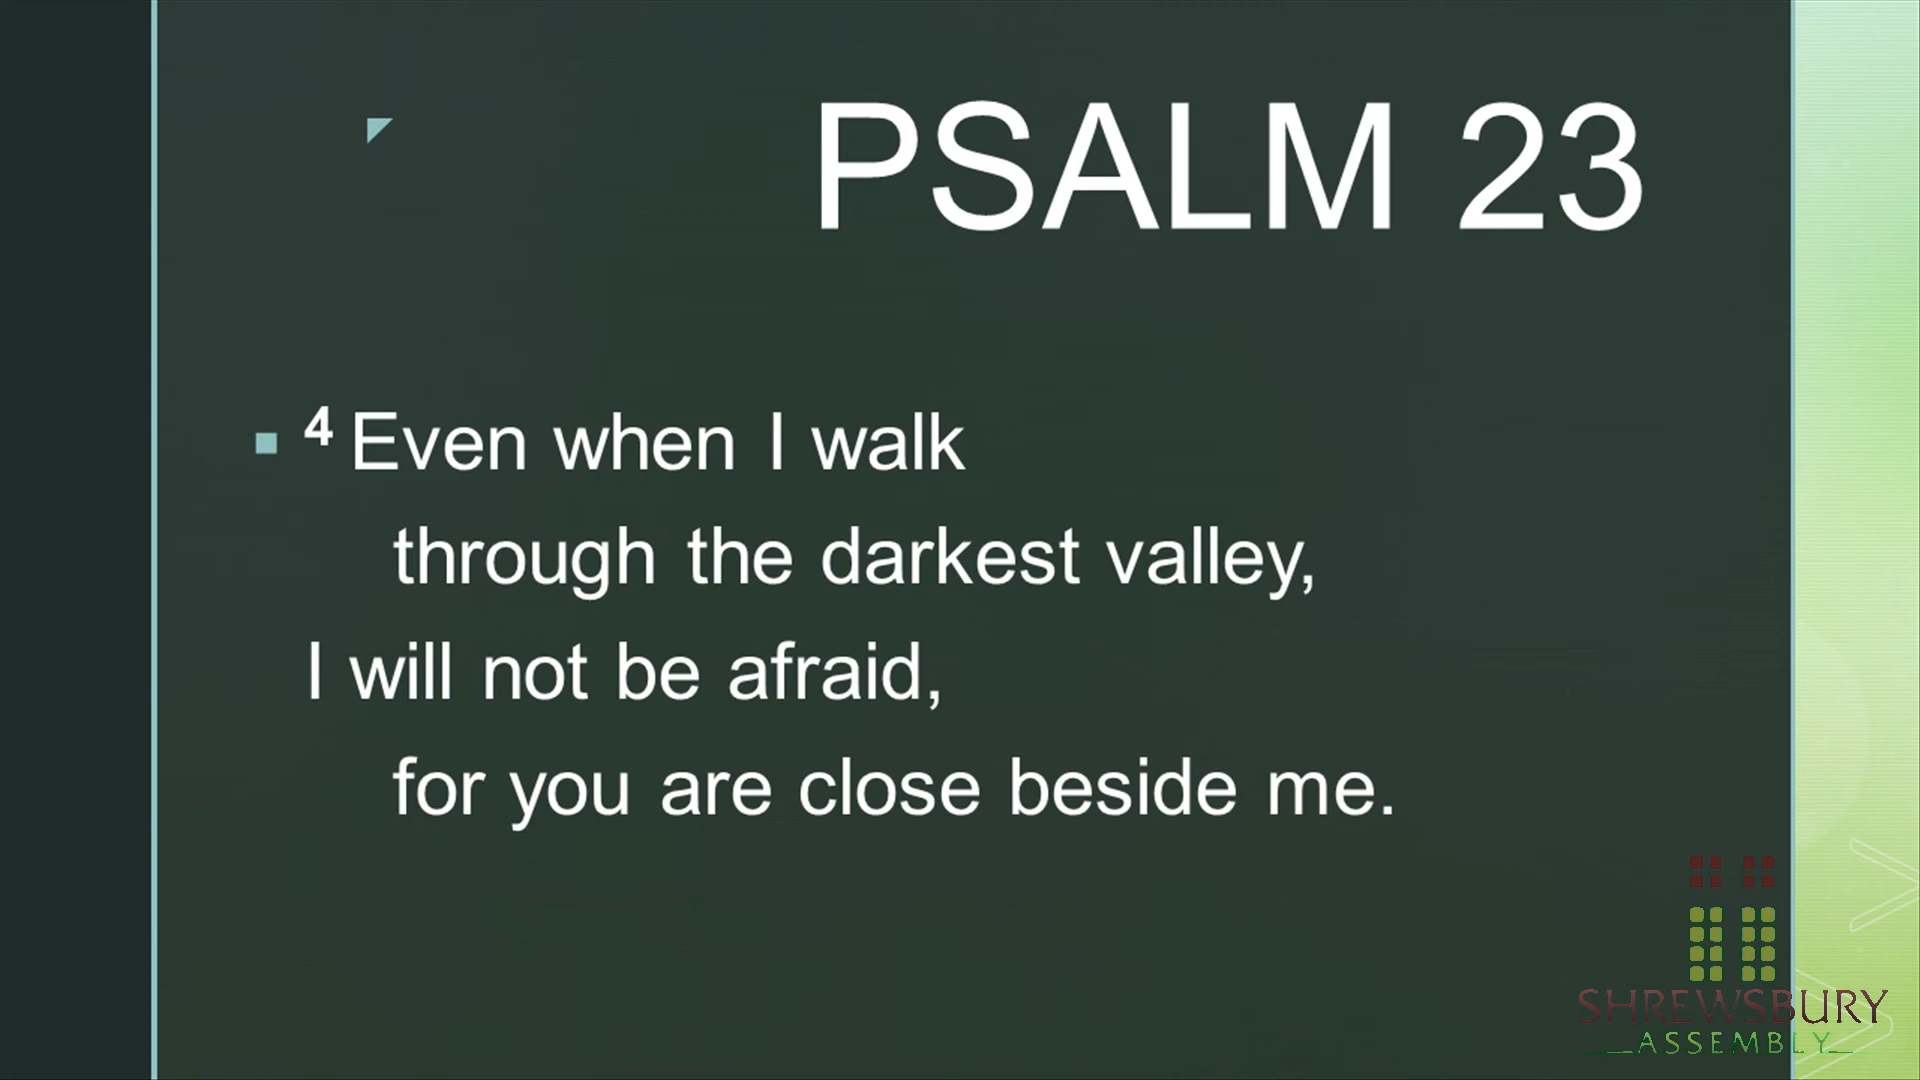 PSALM 23
4 Even when I walk
through the darkest valley,
I will not be afraid,
for you are close beside me.
SHREWSBURY
ASSEMBLY